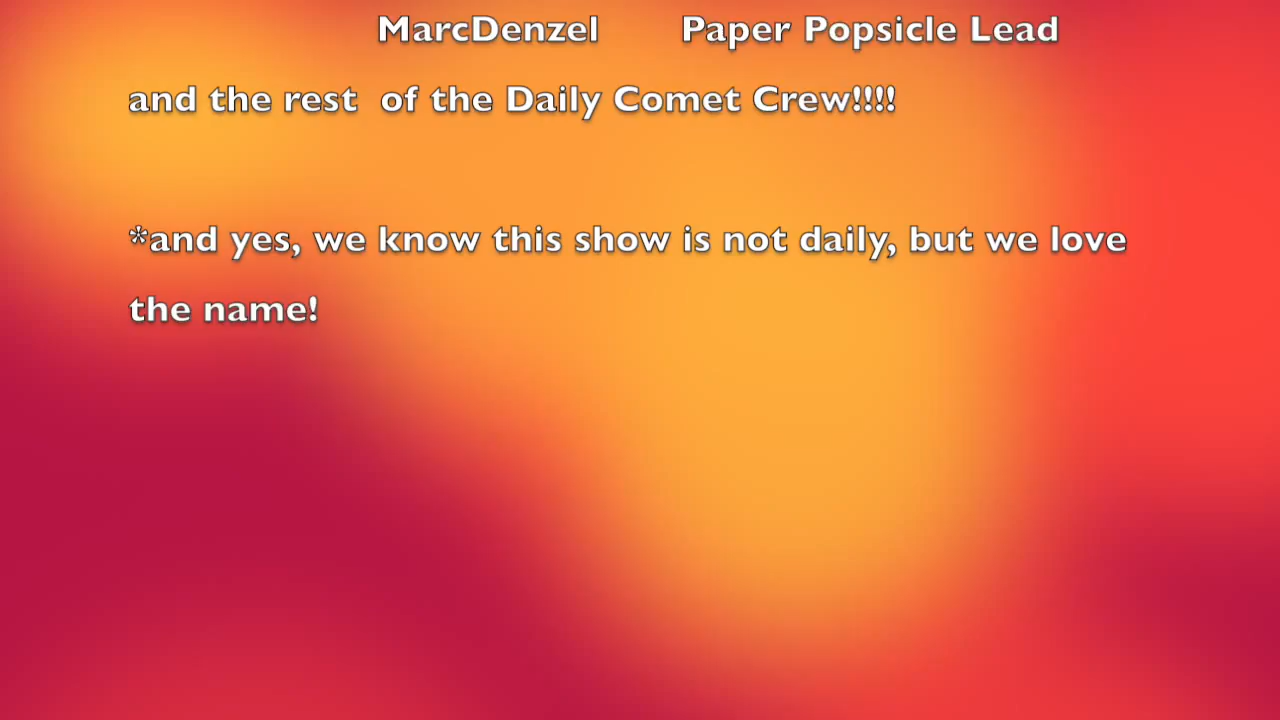 MarcDenzel Paper Popsicle Lead
and the rest of the Daily Comet Crew!!!!
*and yes, we know this show is not daily, but we love
the name!